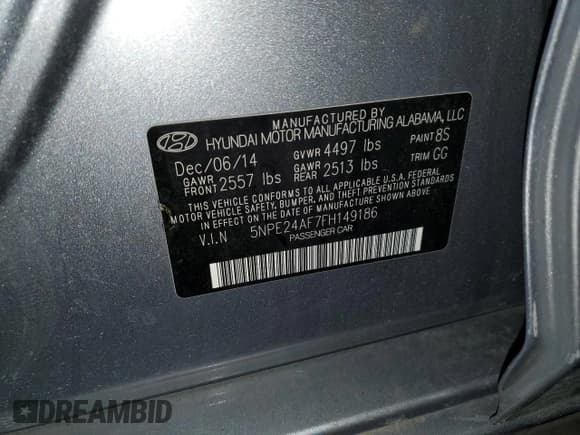 MANUFACTURED BY
HYUNDAI MOTOR MANUFACTURING ALABAMA, LLC
Dec/06/14 GVWR 4497 lbs PAINT 8S
GAWR FRONT 2557 lbs GAWR REAR 2513 lbs TRIM GG
THIS VEHICLE CONFORMS TO ALL APPLICABLE U.S.A. FEDERAL
MOTOR VEHICLE SAFETY, BUMPER, AND THEFT PREVENTION STANDARDS
IN EFFECT ON THE DATE OF MANUFACTURE SHOWN ABOVE.
V.I.N 5NPE24AF7FH149186
PASSENGER CAR
DREAMBID